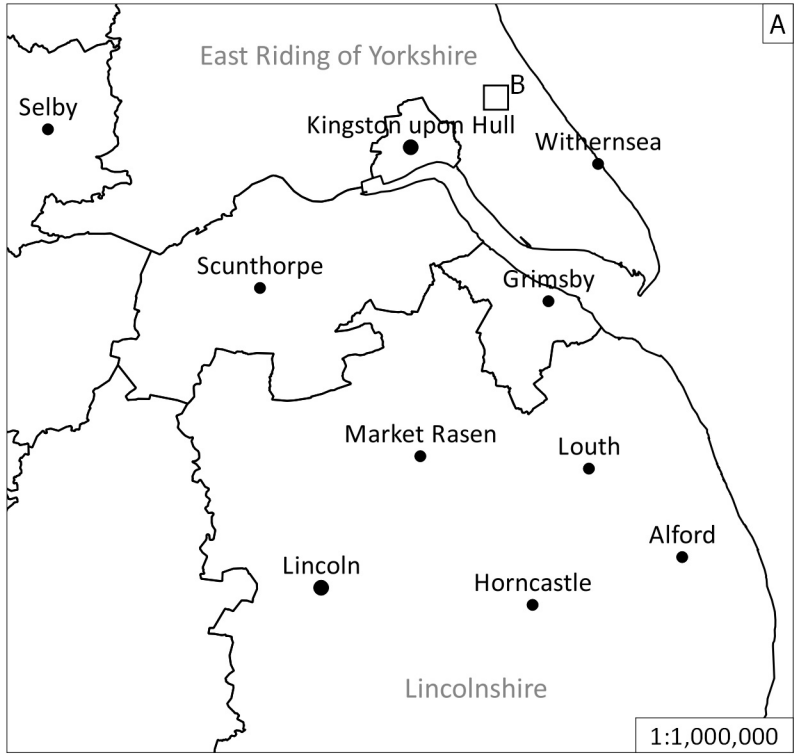 A
East Riding of Yorkshire
B
Selby
Kingston upon Hull
Withernsea
Scunthorpe
Grimsby
Market Rasen
Louth
Alford
Lincoln
Horncastle
Lincolnshire
1:1,000,000